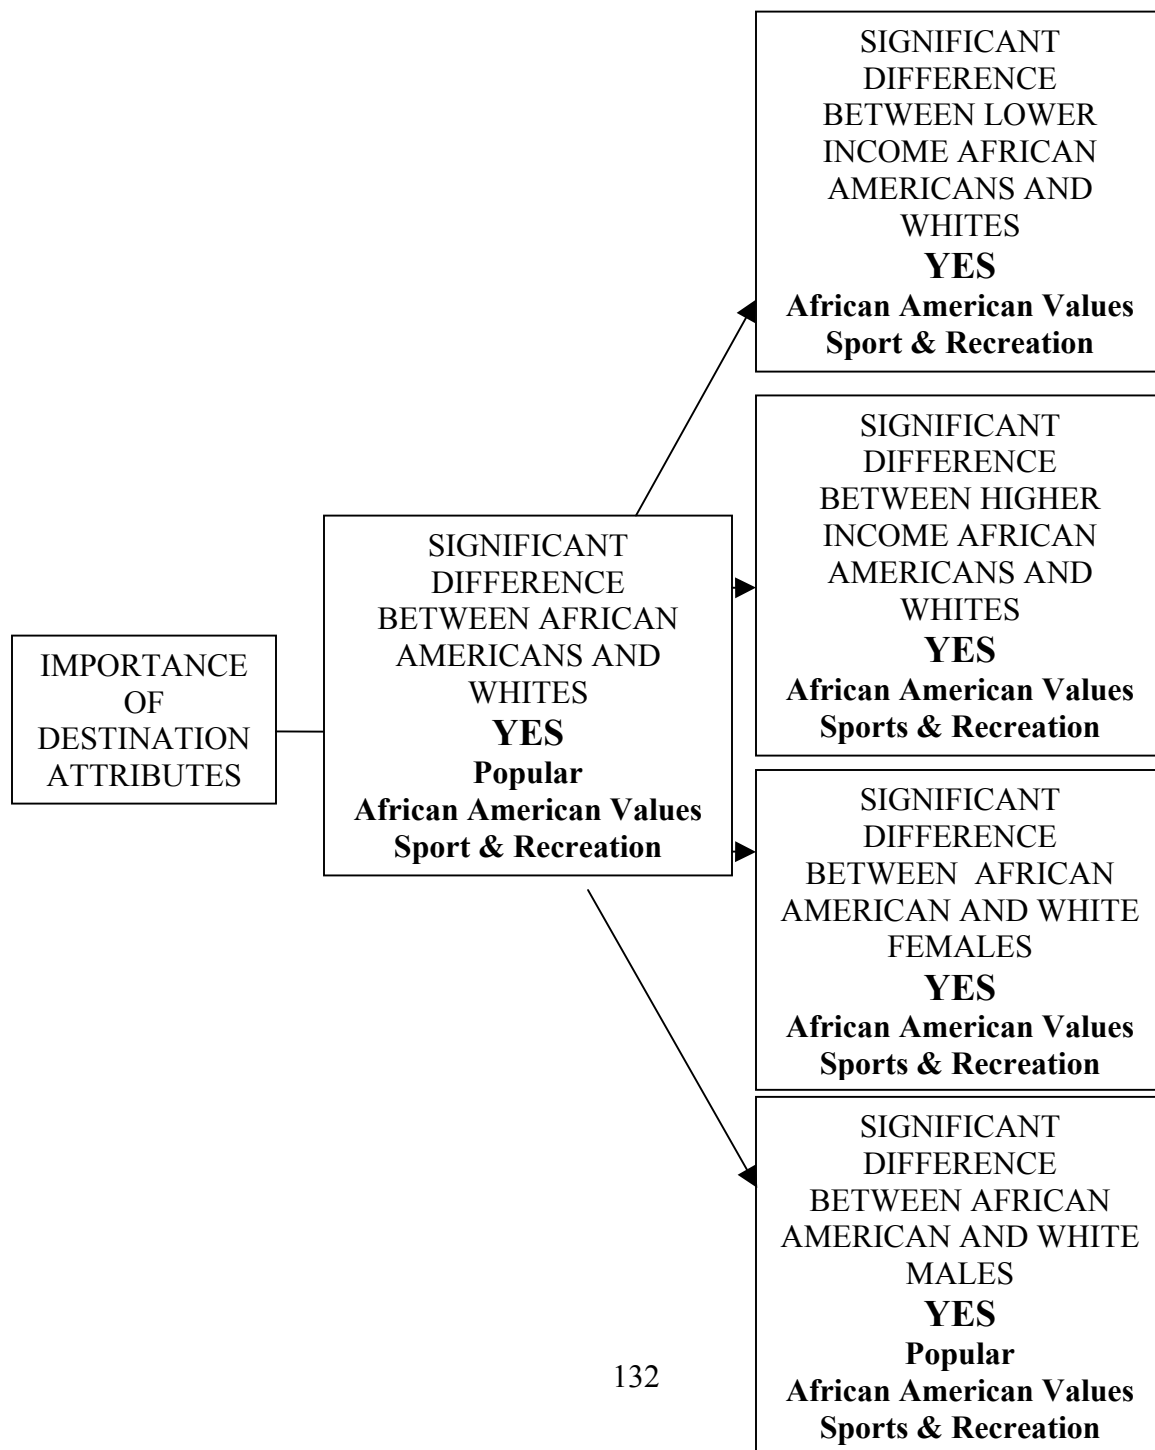 IMPORTANCE
OF
DESTINATION
ATTRIBUTES
SIGNIFICANT
DIFFERENCE
BETWEEN AFRICAN
AMERICANS AND
WHITES
YES
Popular
African American Values
Sport & Recreation
SIGNIFICANT
DIFFERENCE
BETWEEN LOWER
INCOME AFRICAN
AMERICANS AND
WHITES
YES
African American Values
Sport & Recreation
SIGNIFICANT
DIFFERENCE
BETWEEN HIGHER
INCOME AFRICAN
AMERICANS AND
WHITES
YES
African American Values
Sports & Recreation
SIGNIFICANT
DIFFERENCE
BETWEEN AFRICAN
AMERICAN AND WHITE
FEMALES
YES
African American Values
Sports & Recreation
SIGNIFICANT
DIFFERENCE
BETWEEN AFRICAN
AMERICAN AND WHITE
MALES
YES
Popular
African American Values
Sports & Recreation
132